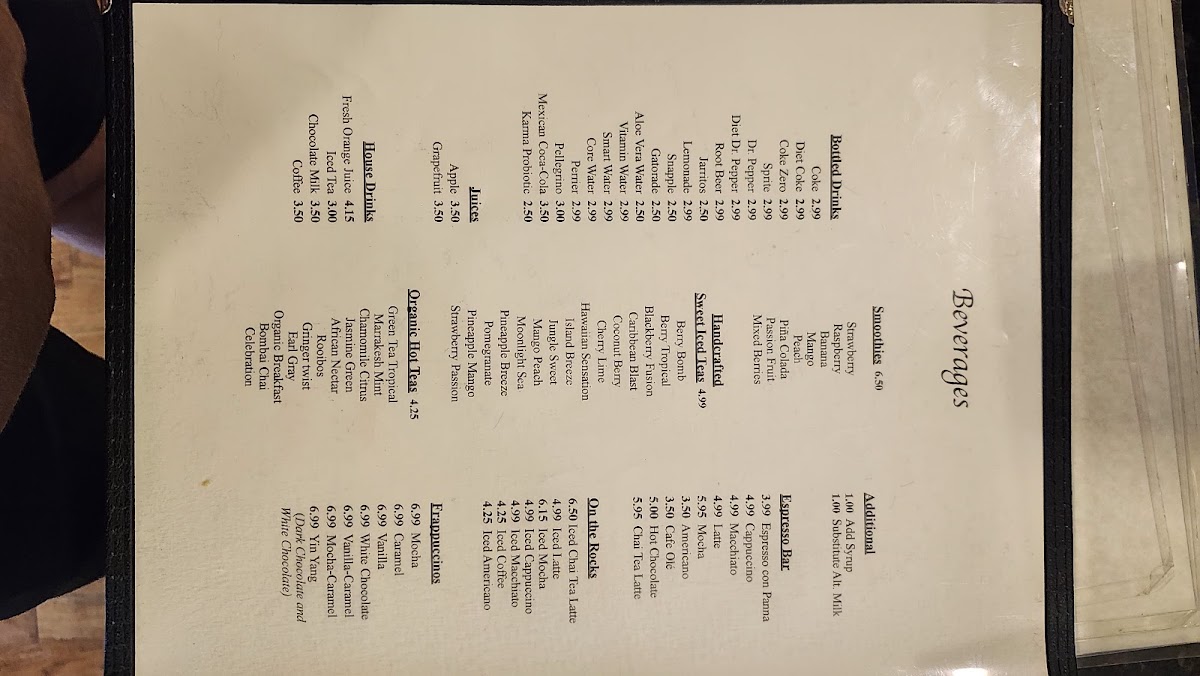 Beverages
Bottled Drinks
Coke 2.99
Diet Coke 2.99
Coke Zero 2.99
Sprite 2.99
Dr. Pepper 2.99
Diet Dr. Pepper 2.99
Root Beer 2.99
Jarritos 2.50
Lemonade 2.99
Snapple 2.50
Gatorade 2.50
Aloe Vera Water 2.50
Vitamin Water 2.99
Smart Water 2.99
Core Water 2.99
Perrier 2.99
Pellegrino 3.00
Mexican Coca-Cola 3.50
Karma Probiotic 2.50
Juices
Apple 3.50
Grapefruit 3.50
House Drinks
Fresh Orange Juice 4.15
Iced Tea 3.00
Chocolate Milk 3.50
Coffee 3.50
Smoothies 6.50
Strawberry
Raspberry
Banana
Mango
Peach
Piña Colada
Passion Fruit
Mixed Berries
Handcrafted
Sweet Iced Teas 4.99
Berry Bomb
Berry Tropical
Blackberry Fusion
Caribbean Blast
Coconut Berry
Cherry Lime
Hawaiian Sensation
Island Breeze
Jungle Sweet
Mango Peach
Moonlight Sea
Pineapple Breeze
Pomegranate
Pineapple Mango
Strawberry Passion
Organic Hot Teas 4.25
Green Tea Tropical
Marrakesh Mint
Chamomile Citrus
Jasmine Green
African Nectar
Rooibos
Gingertwist
Earl Gray
Organic Breakfast
Bombai Chai
Celebration
Additional
1.00 Add Syrup
1.00 Substitute Alt. Milk
Espresso Bar
3.99 Espresso con Panna
4.99 Cappuccino
4.99 Macchiato
4.99 Latte
5.95 Mocha
3.50 Americano
3.50 Cafe Olé
5.00 Hot Chocolate
5.95 Chai Tea Latte
On the Rocks
6.50 Iced Chai Tea Latte
4.99 Iced Latte
6.15 Iced Mocha
4.99 Iced Cappuccino
4.99 Iced Macchiato
4.25 Iced Coffee
4.25 Iced Americano
Frappuccinos
6.99 Mocha
6.99 Caramel
6.99 Vanilla
6.99 White Chocolate
6.99 Vanilla-Caramel
6.99 Mocha-Caramel
6.99 Yin Yang
(Dark Chocolate and
White Chocolate)